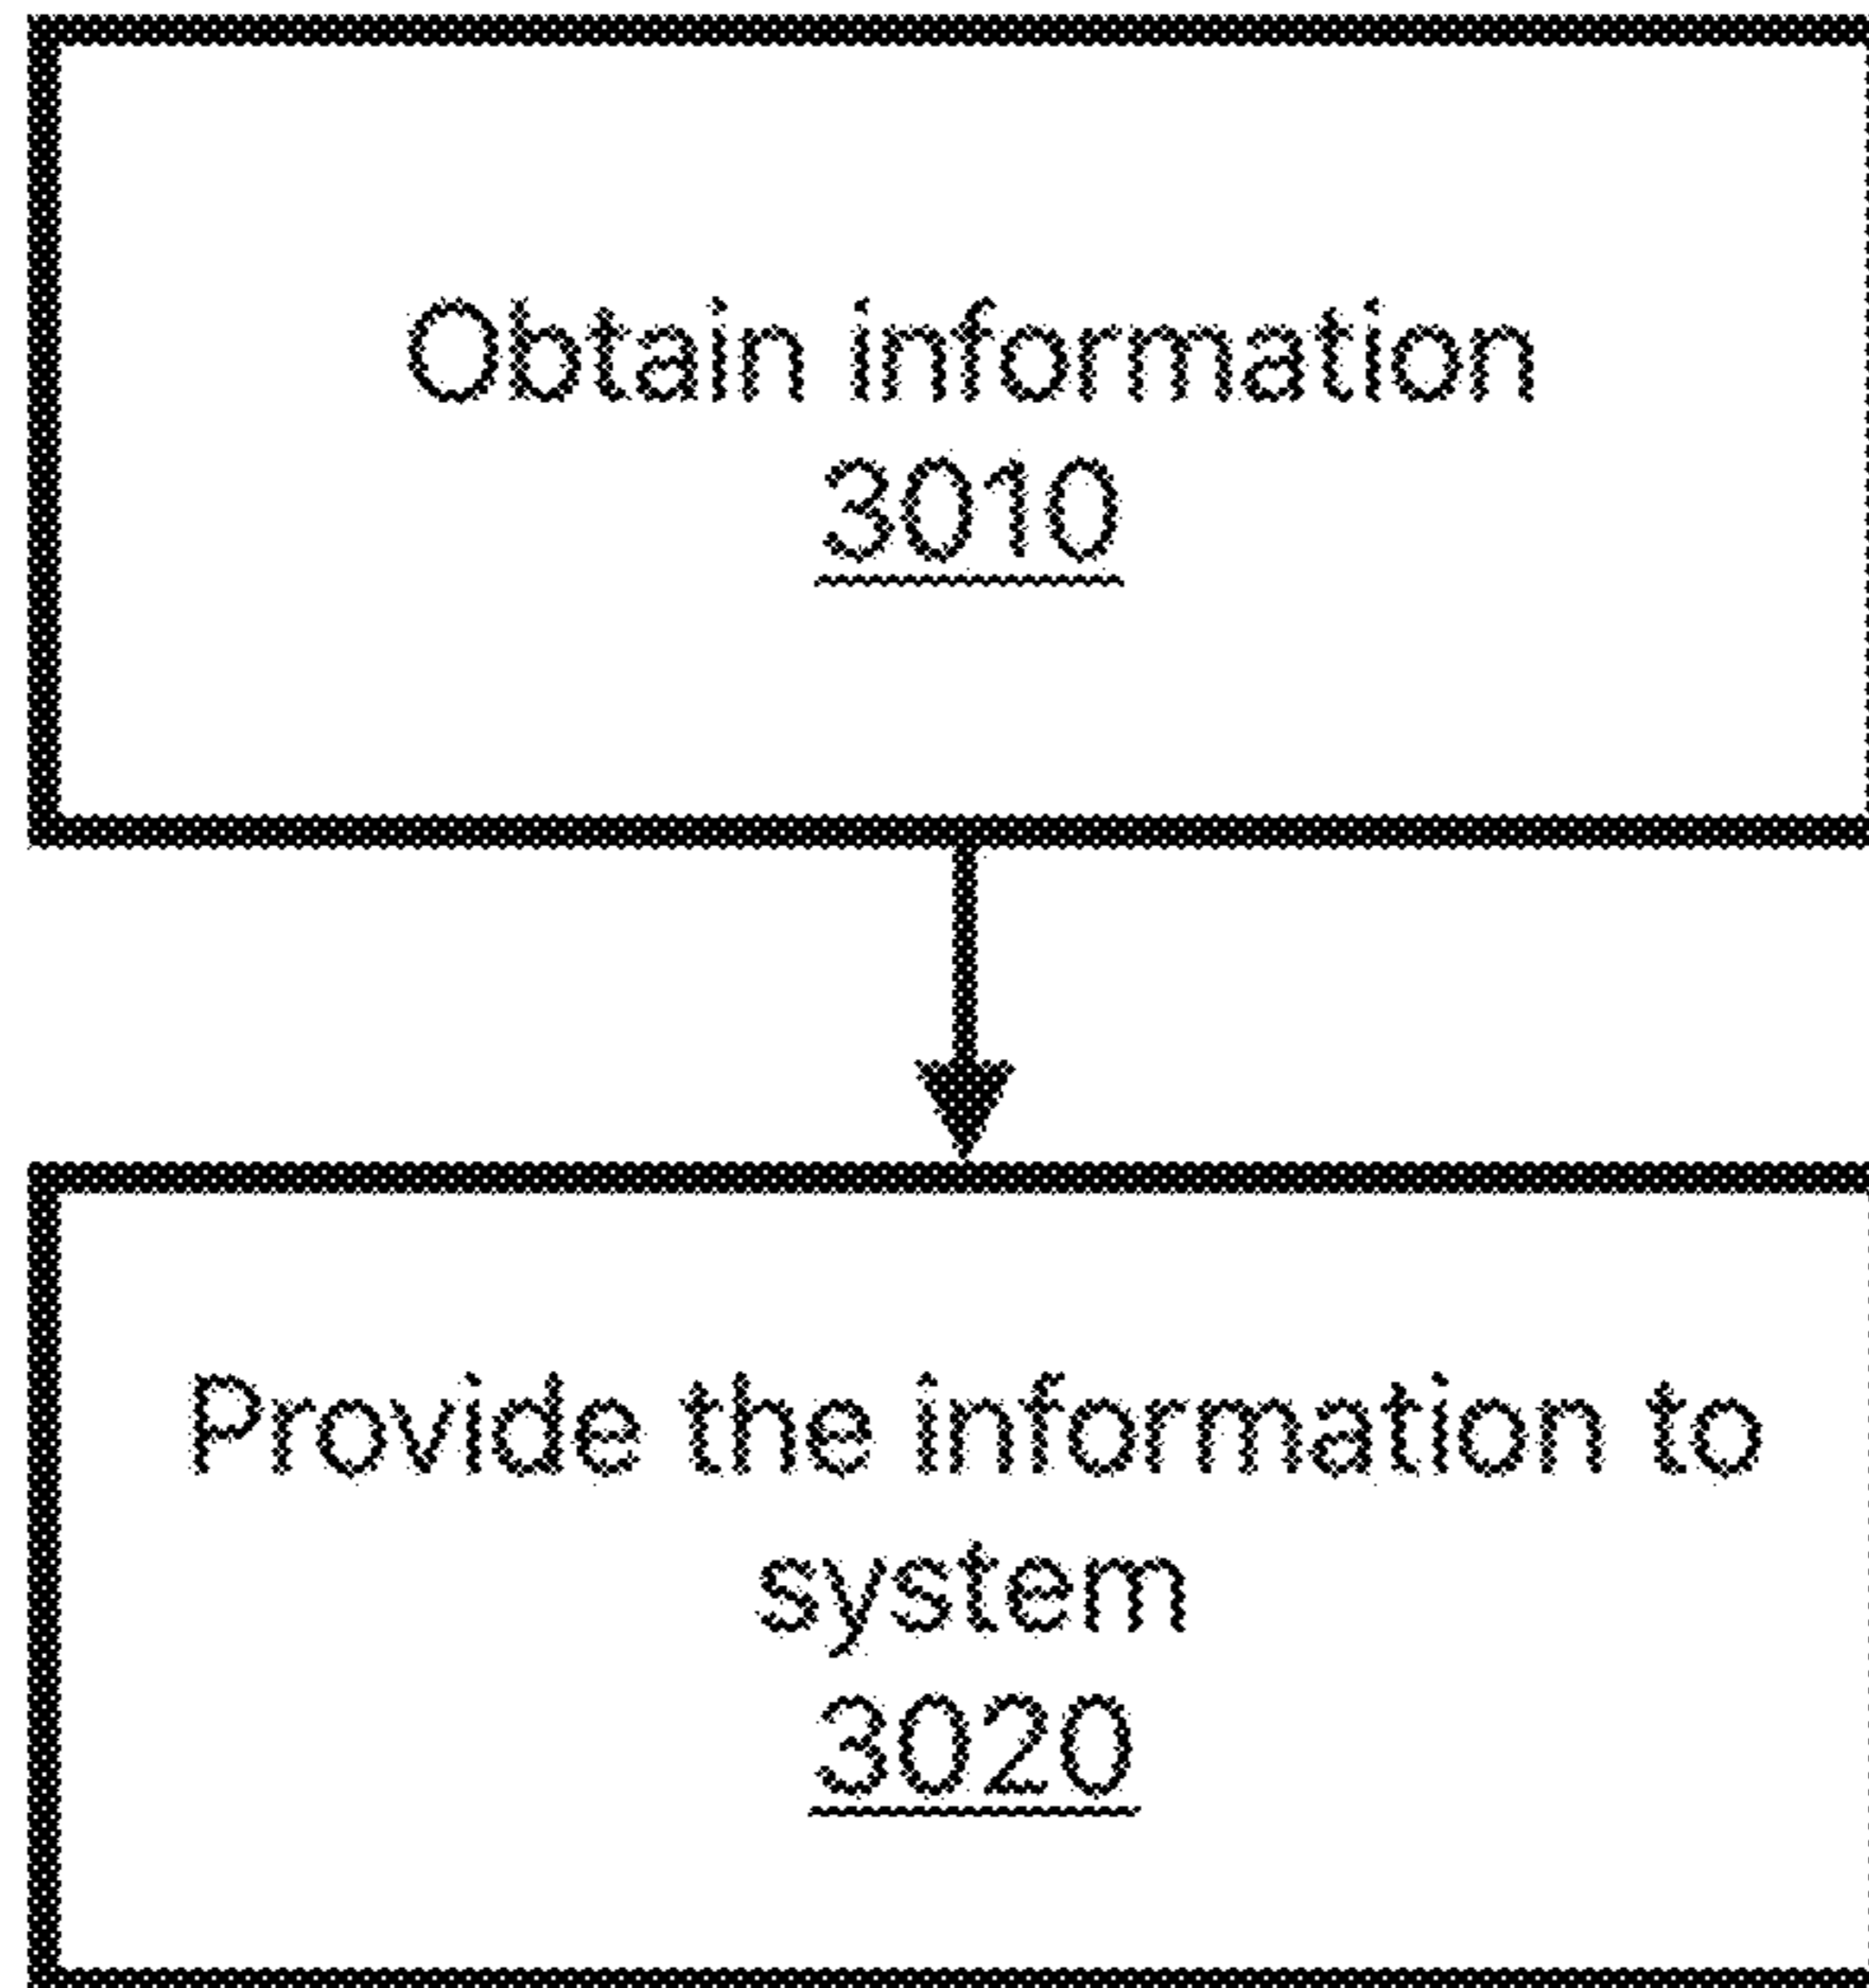 Obtain information
3010
Provide the information to
system
3020